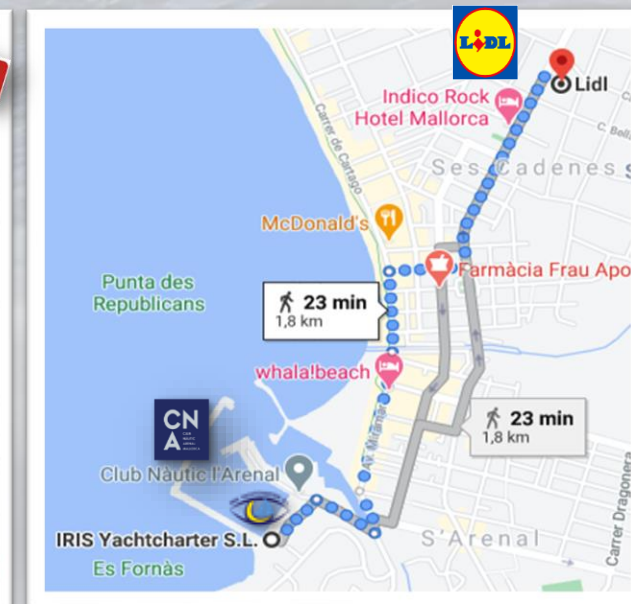 LIDL
Lidl
Indico Rock
Hotel Mallorca
Carrer de Cartago
C. Bella
Ses Cadenes
McDonald's
Farmàcia Frau Apo
Punta des
Republicans
23 min
1,8 km
whala!beach
CN
A
Av. Miramar
23 min
1,8 km
Club Nàutic l'Arenal
IRIS Yachtcharter S.L.
S'Arenal
Carrer Dragonera
Es Fornàs